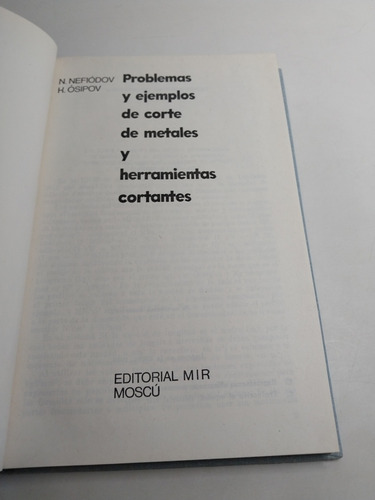 N. NEFIÓDOV
H. ÓSIPOV
Problemas
y ejemplos
de corte
de metales
y
herramientas
cortantes
EDITORIAL MIR
MOSCÚ